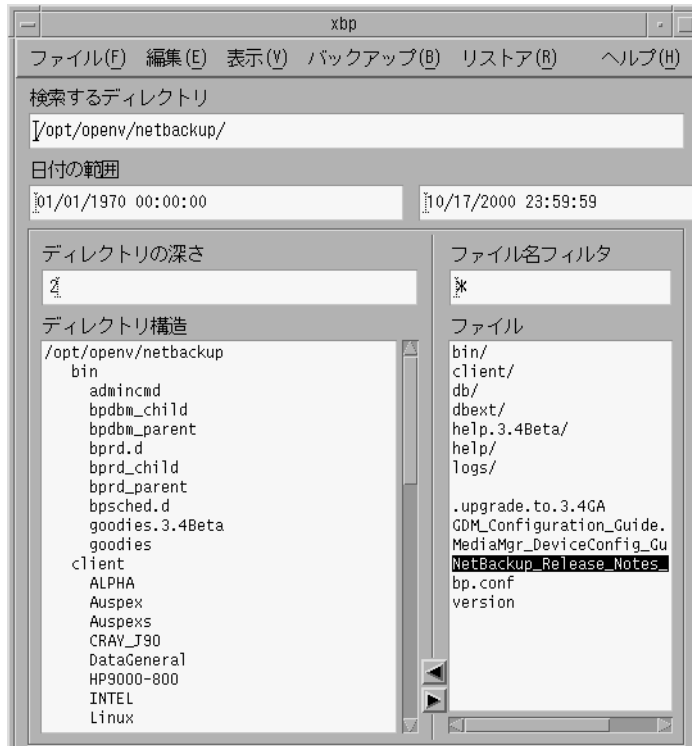 xbp
ファイル(F) 編集(E) 表示(V) バックアップ(B) リストア(R) ヘルプ(H)
検索するディレクトリ
/opt/openv/netbackup/
日付の範囲
01/01/1970 00:00:00
10/17/2000 23:59:59
ディレクトリの深さ
2
ディレクトリ構造
/opt/openv/netbackup
bin
admincmd
bpdbm_child
bpdbm_parent
bprd.d
bprd_child
bprd_parent
bpsched.d
goodies.3.4Beta
goodies
client
ALPHA
Auspex
Auspexs
CRAY_J90
DataGeneral
HP9000-800
INTEL
Linux
ファイル名フィルタ
*
ファイル
bin/
client/
db/
dbext/
help.3.4Beta/
help/
logs/
.upgrade.to.3.4GA
GDM_Configuration_Guide.
MediaMgr_DeviceConfig_Gu
NetBackup_Release_Notes_
bp.conf
version